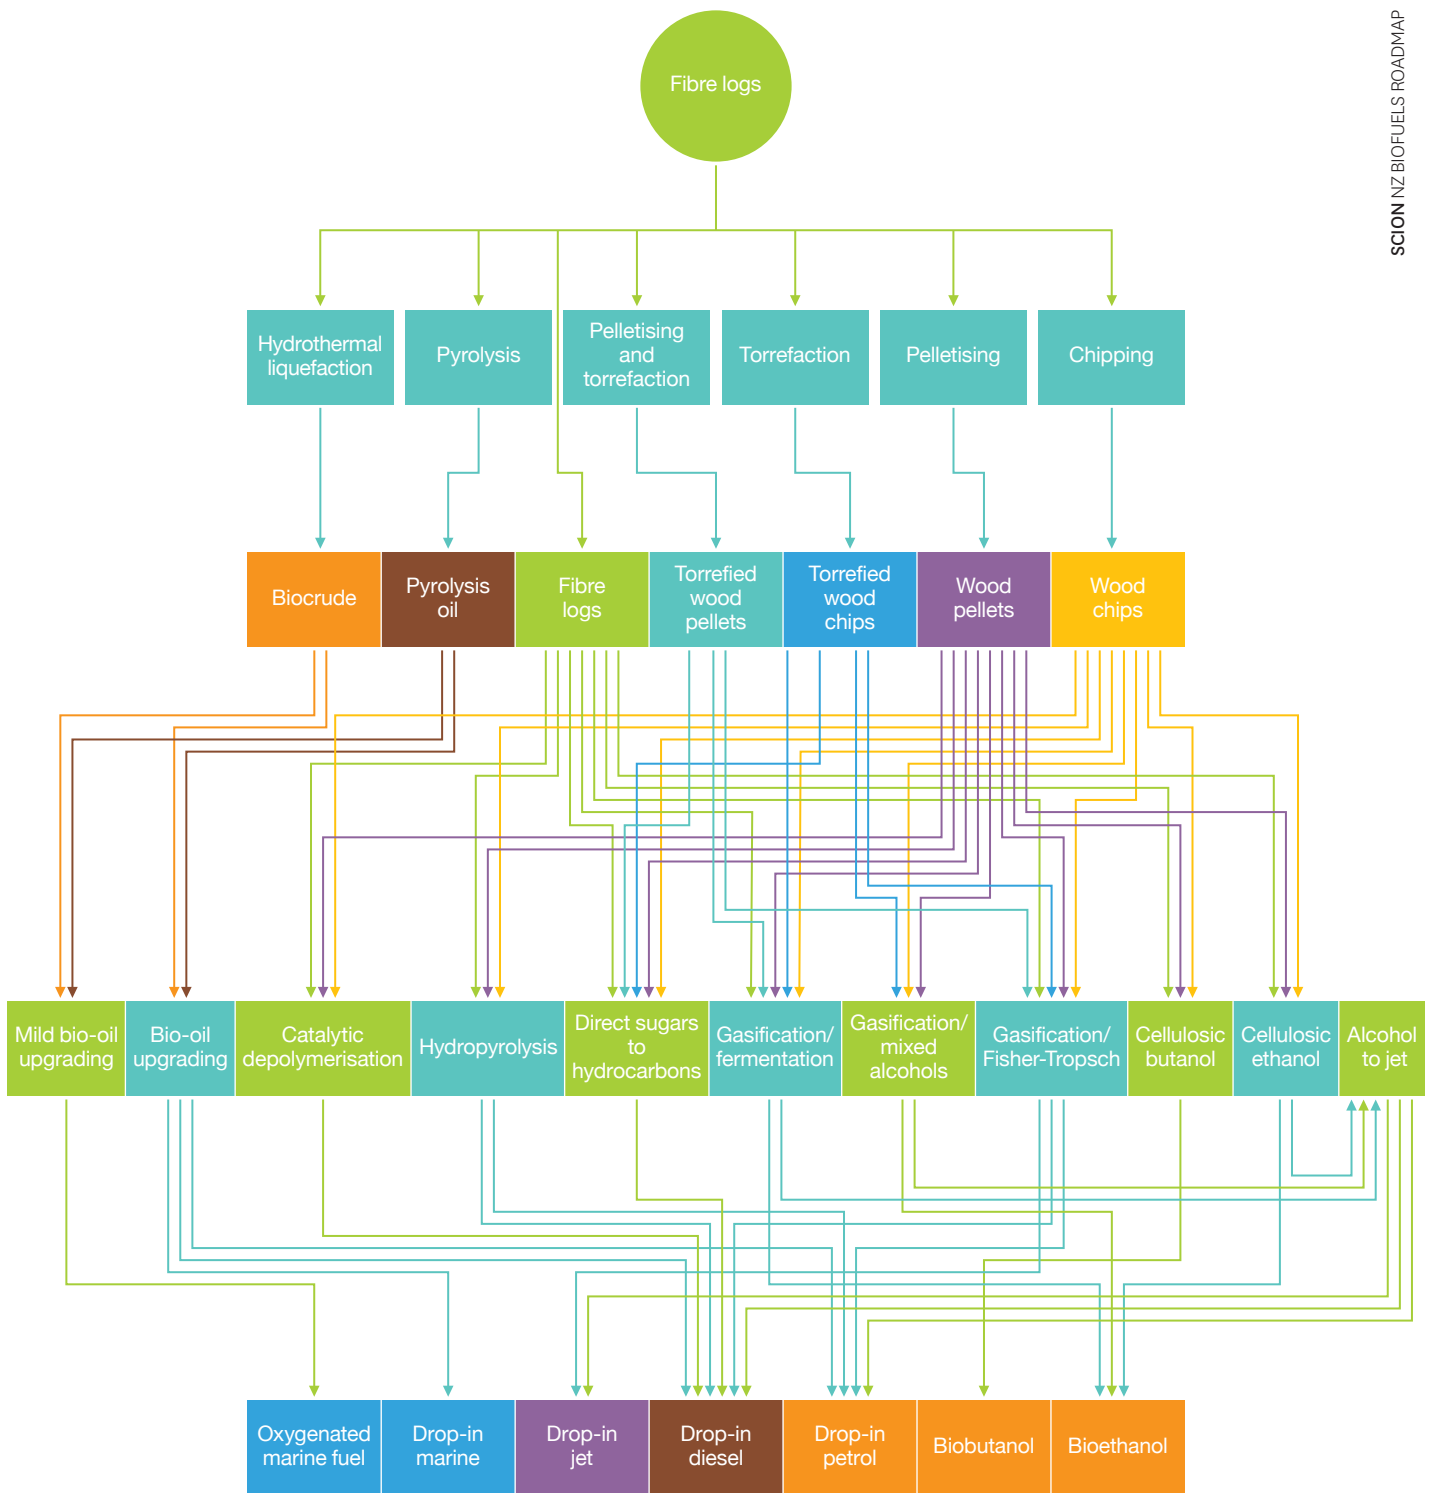 SCION NZ BIOFUELS ROADMAP
Fibre logs
Hydrothermal
liquefaction
Pyrolysis
Pelletising
and
torrefaction
Torrefaction
Pelletising
Chipping
Biocrude
Pyrolysis
oil
Fibre
logs
Torrefied
wood
pellets
Torrefied
wood
chips
Wood
pellets
Wood
chips
Mild bio-oil
upgrading
Bio-oil
upgrading
Catalytic
depolymerisation
Hydropyrolysis
Direct sugars
to
hydrocarbons
Gasification/
fermentation
Gasification/
mixed
alcohols
Gasification/
Fisher-Tropsch
Cellulosic
butanol
Cellulosic
ethanol
Alcohol
to jet
Oxygenated
marine fuel
Drop-in
marine
Drop-in
jet
Drop-in
diesel
Drop-in
petrol
Biobutanol
Bioethanol